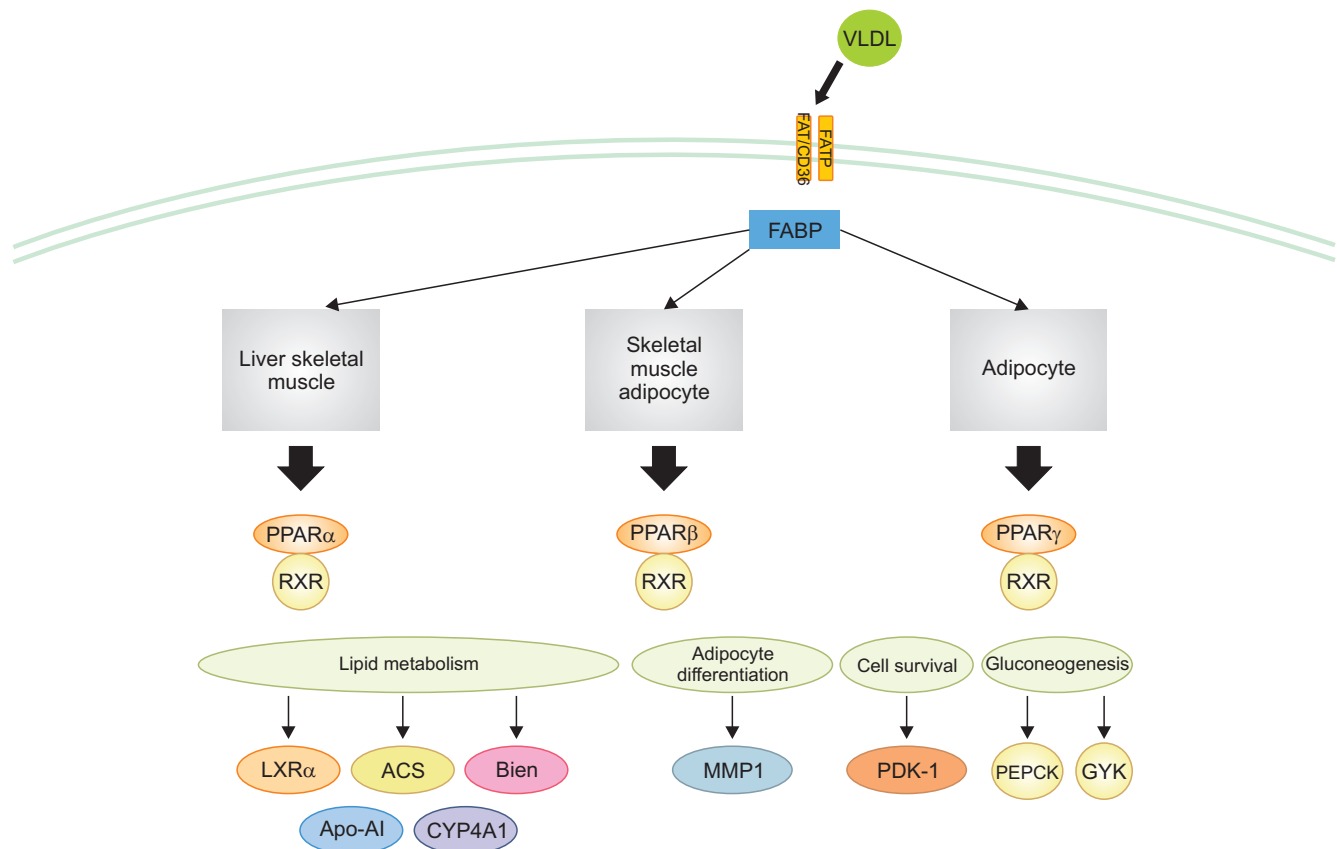 VLDL
FAT/CD36
FATP
FABP
Liver skeletal
muscle
Skeletal
muscle
adipocyte
Adipocyte
PPARα
RXR
PPARβ
RXR
PPARγ
RXR
Lipid metabolism
Adipocyte
differentiation
Cell survival
Gluconeogenesis
LXRα
ACS
Bien
MMP1
PDK-1
PEPCK
GYK
Apo-AI
CYP4A1